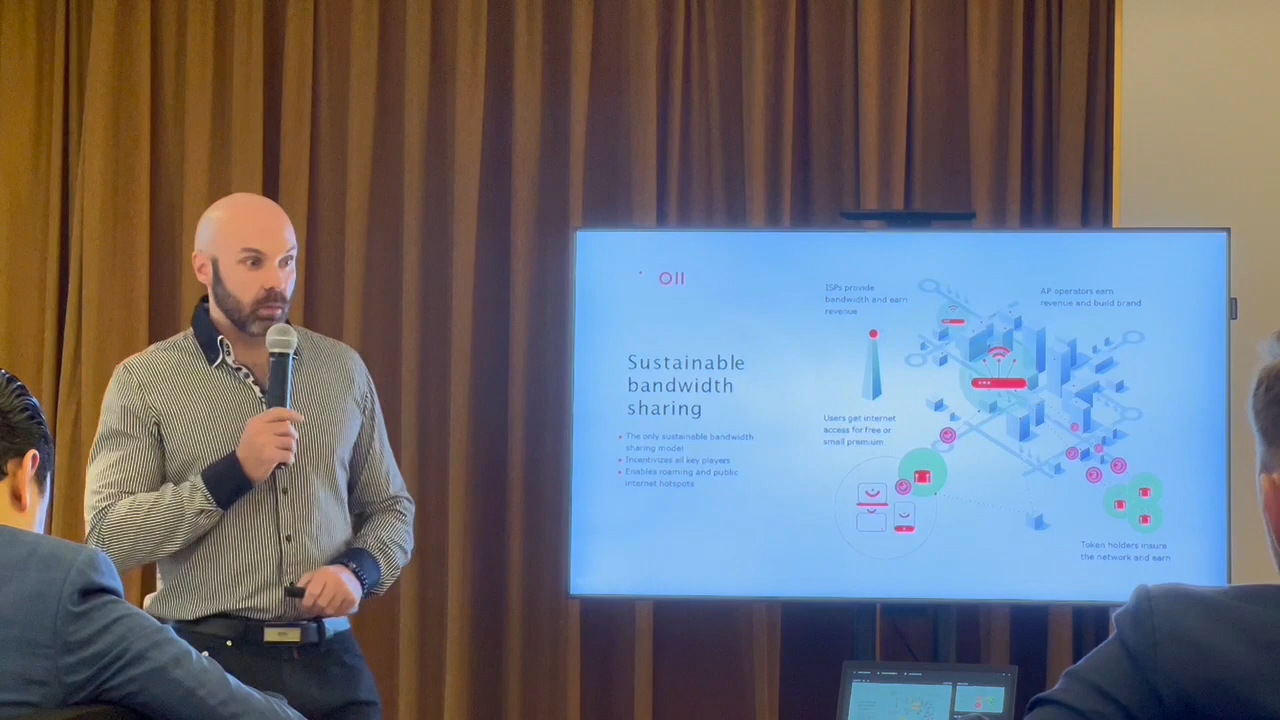 OII
Sustainable
bandwidth
sharing
The only sustainable bandwidth
sharing model
Incentivizes all key players
Enables roaming and public
internet hotspots
ISPs provide
bandwidth and earn
revenue
AP operators earn
revenue and build brand
Users get internet
access for free or
small premium
Token holders insure
the network and earn